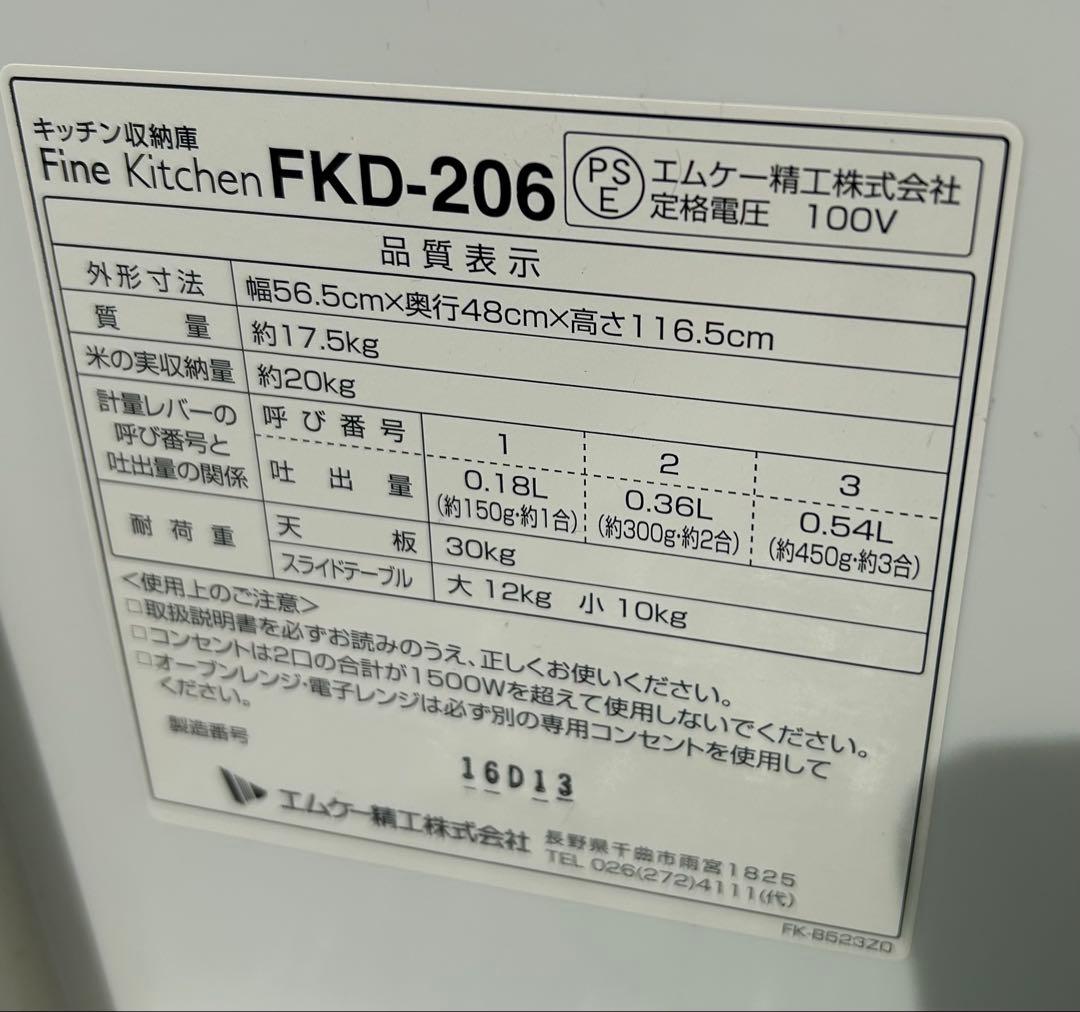 キッチン収納庫
Fine Kitchen FKD-206
PSE エムケー精工株式会社
定格電圧 100V
品質表示
外形寸法 幅56.5cm×奥行48cm×高さ116.5cm
質量 約17.5kg
米の実収納量 約20kg
計量レバーの呼び番号と吐出量の関係
呼び番号 1 2 3
吐出量 0.18L 0.36L 0.54L
(約150g・約1合) (約300g・約2合) (約450g・約3合)
耐荷重 天板 30kg
スライドテーブル 大 12kg 小 10kg
<使用上のご注意>
□取扱説明書を必ずお読みのうえ、正しくお使いください。
□コンセントは2口の合計が1500Wを超えて使用しないでください。
□オーブンレンジ・電子レンジは必ず別の専用コンセントを使用して
ください。
製造番号
16D13
エムケー精工株式会社 長野県千曲市雨宮1825
TEL 026(272)4111(代)
FK-B523Z0